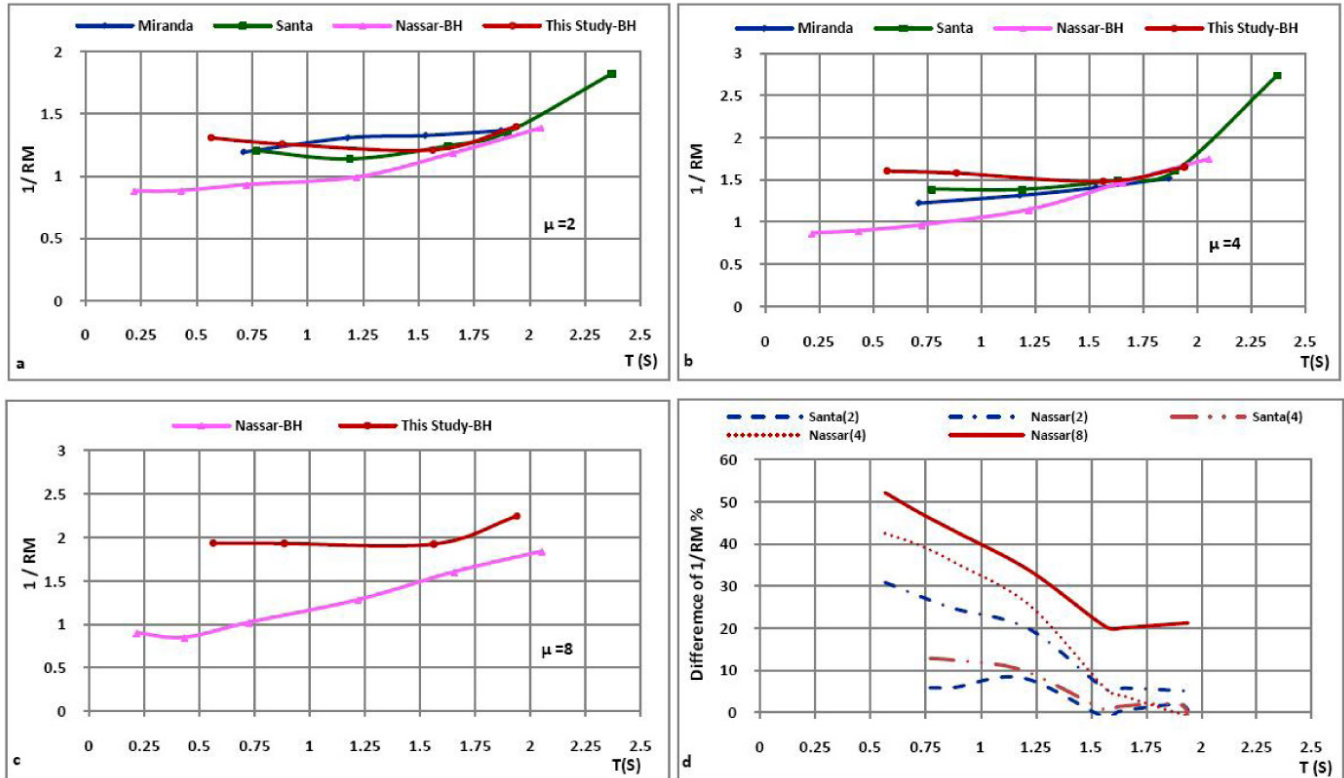 Miranda Santa Nassar-BH This Study-BH
2
1.5
1
0.5
0
1/ RM
μ =2
0 0.25 0.5 0.75 1 1.25 1.5 1.75 2 2.25 2.5
a
T (S)
Miranda Santa Nassar-BH This Study-BH
3
2.5
2
1.5
1
0.5
0
1 / RM
μ =4
0 0.25 0.5 0.75 1 1.25 1.5 1.75 2 2.25 2.5
b
T(S)
Nassar-BH This Study-BH
3
2.5
2
1.5
1
0.5
0
1 / RM
μ =8
0 0.25 0.5 0.75 1 1.25 1.5 1.75 2 2.25 2.5
c
T(S)
Santa(2) Nassar(2) Santa(4)
Nassar(4) Nassar(8)
60
50
40
30
20
10
0
Differemce of 1/RM %
0 0.25 0.5 0.75 1 1.25 1.5 1.75 2 2.25 2.5
d
T (S)